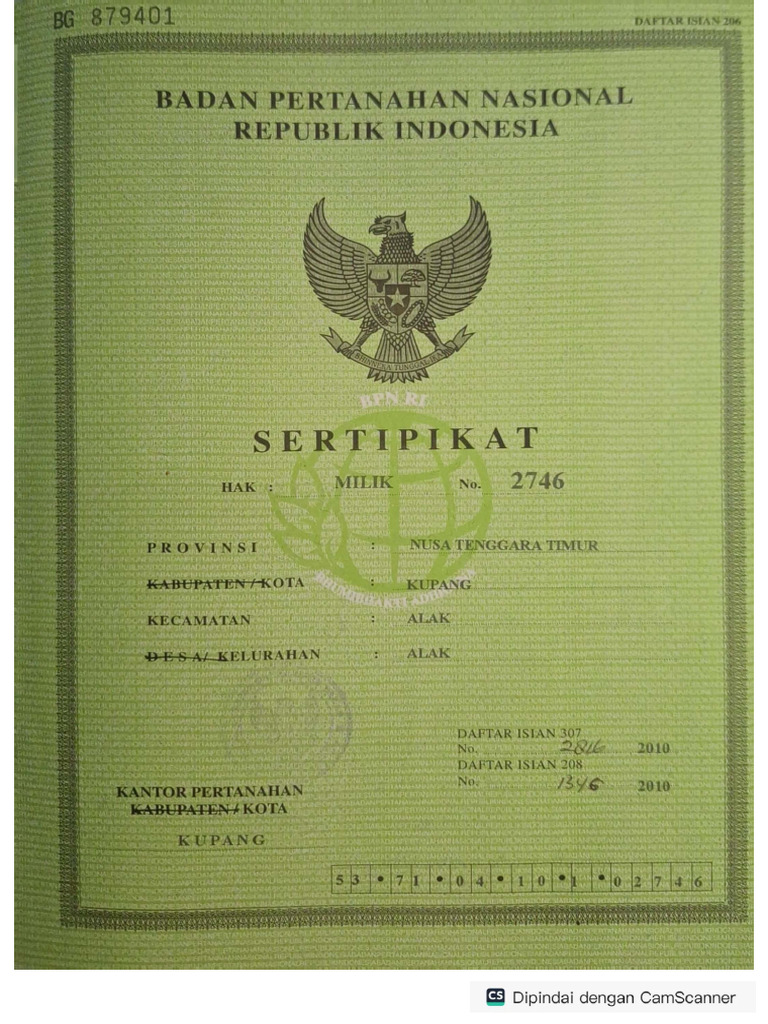 BG 879401
DAFTAR ISIAN 206
BADAN PERTANAHAN NASIONAL
REPUBLIK INDONESIA
BHINNEKA TUNGGAL IKA
BPN RI
SERTIPIKAT
HAK : MILIK No. 2746
PROVINSI : NUSA TENGGARA TIMUR
KABUPATEN / KOTA : KUPANG
KECAMATAN : ALAK
DESA / KELURAHAN : ALAK
DAFTAR ISIAN 307
No. 2816 2010
DAFTAR ISIAN 208
No. 1346 2010
KANTOR PERTANAHAN
KABUPATEN / KOTA
KUPANG
53 • 71 • 04 • 10 • 1 • 02746
CS Dipindai dengan CamScanner